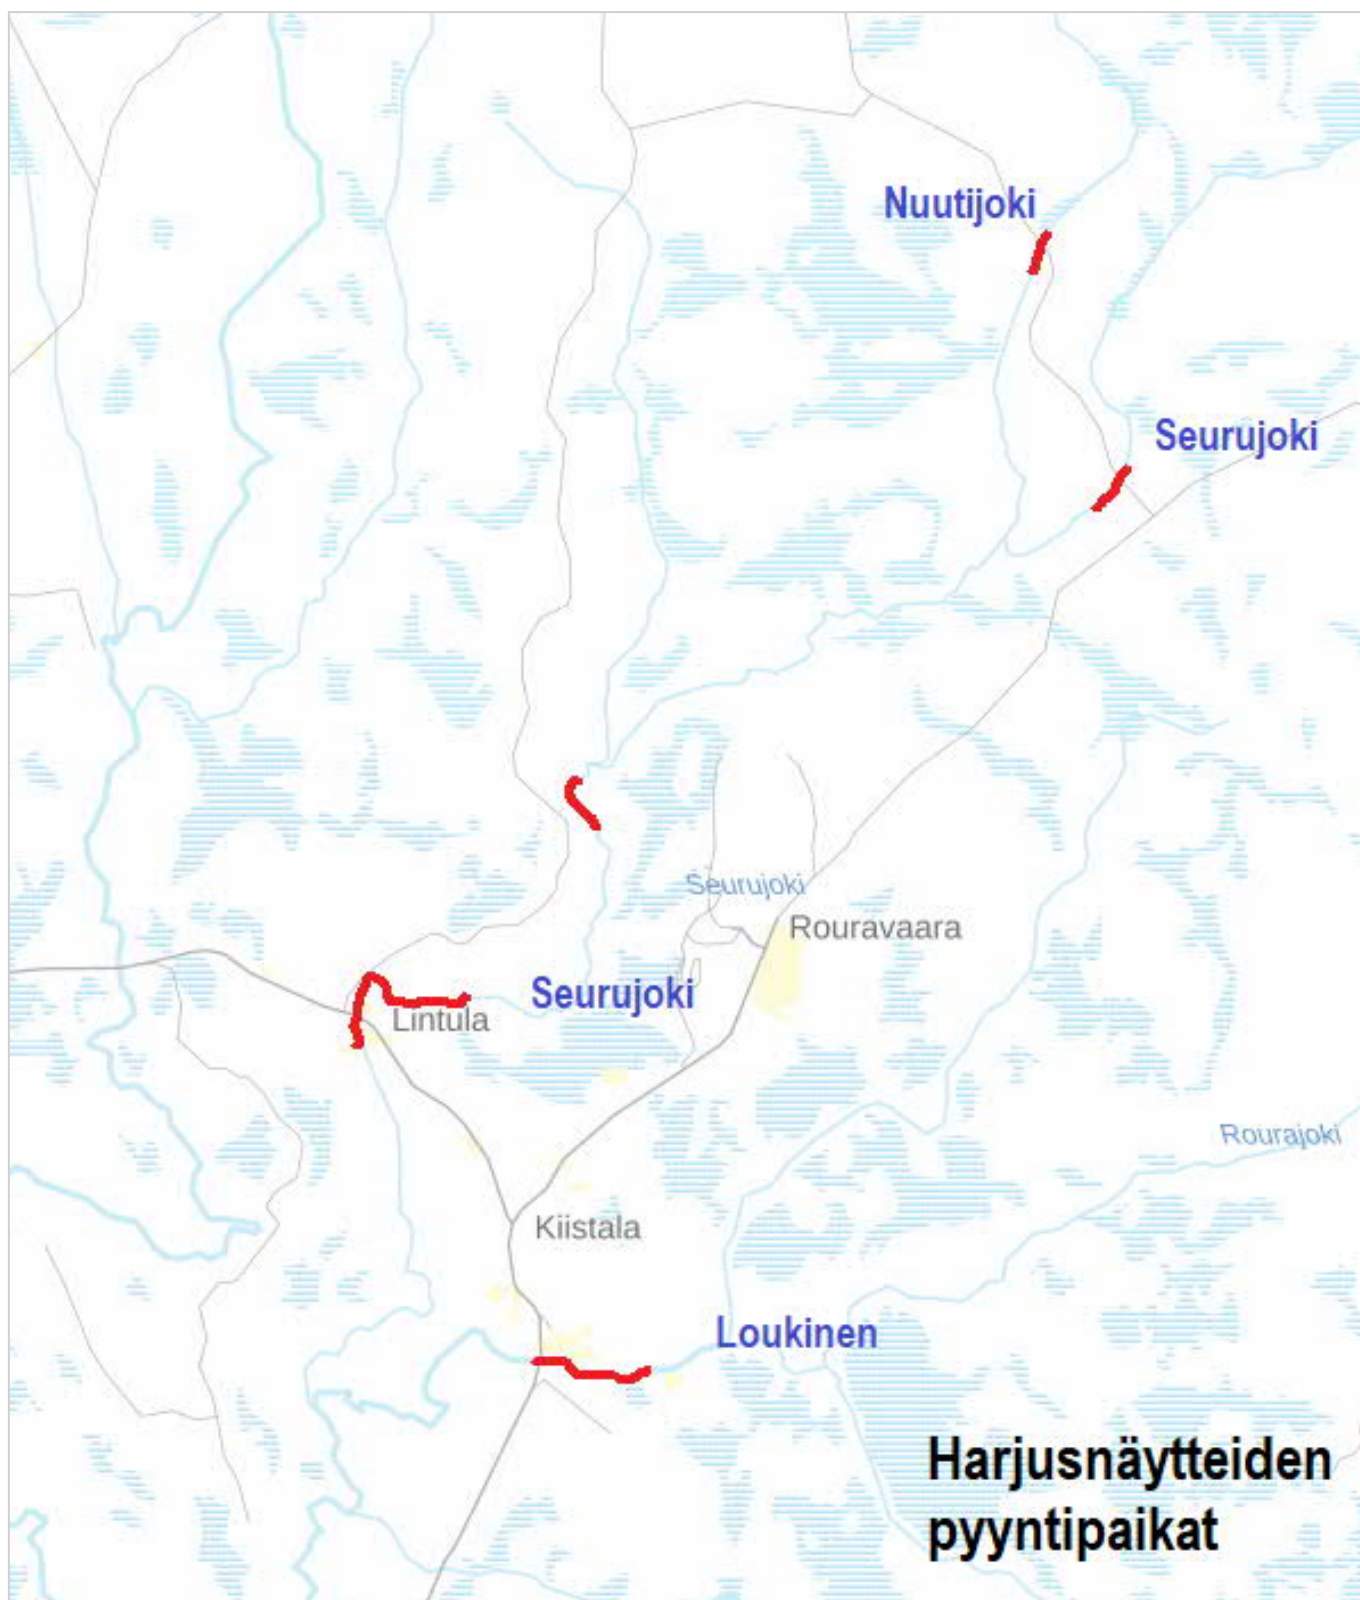 Nuutijoki
Seurujoki
Seurujoki
Rouravaara
Seurujoki
Lintula
Rourajoki
Kiistala
Loukinen
Harjusnäytteiden
pyyntipaikat